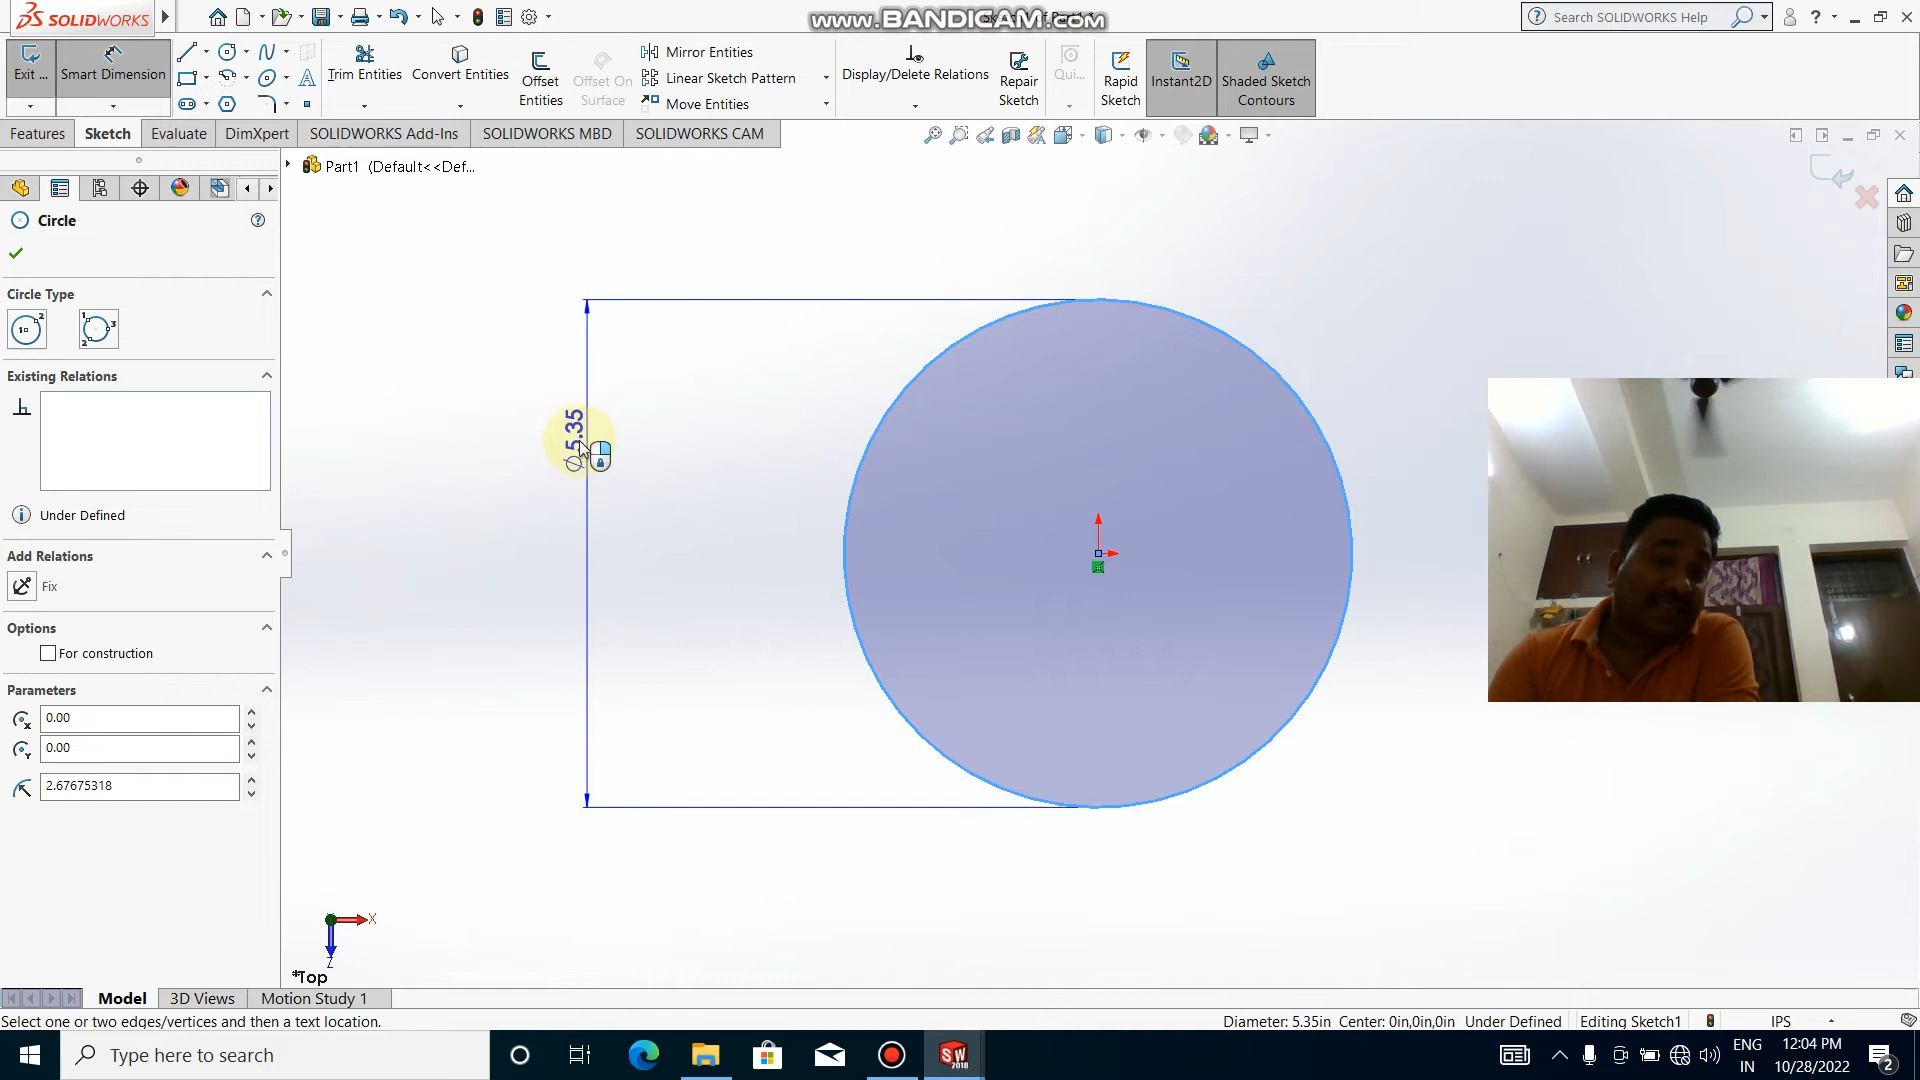 SOLIDWORKS
www.BANDICAM.com
Search SOLIDWORKS Help
Exit ...
Smart Dimension
Trim Entities
Convert Entities
Offset Entities
Offset On Surface
Mirror Entities
Linear Sketch Pattern
Move Entities
Display/Delete Relations
Repair Sketch
Qui...
Rapid Sketch
Instant2D
Shaded Sketch Contours
Features
Sketch
Evaluate
DimXpert
SOLIDWORKS Add-Ins
SOLIDWORKS MBD
SOLIDWORKS CAM
Part1 (Default<<Def...
Circle
Circle Type
Existing Relations
Under Defined
Add Relations
Fix
Options
For construction
Parameters
0.00
0.00
2.67675318
∅ 5.35
X
Z
*Top
Model
3D Views
Motion Study 1
Select one or two edges/vertices and then a text location.
Diameter: 5.35in Center: 0in,0in,0in
Under Defined
Editing Sketch1
IPS
Type here to search
SW
2018
ENG
IN
12:04 PM
10/28/2022
2